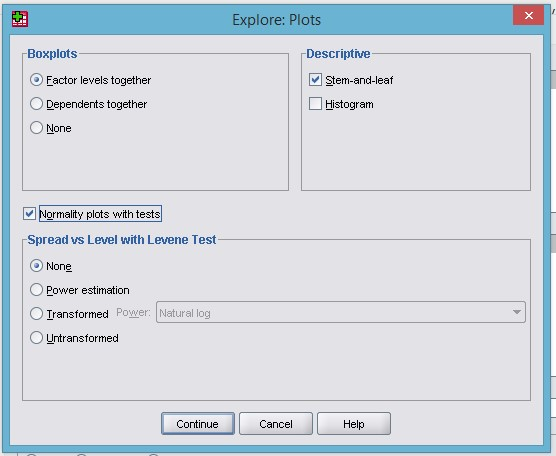 Explore: Plots
Boxplots
Factor levels together
Dependents together
None
Descriptive
Stem-and-leaf
Histogram
Normality plots with tests
Spread vs Level with Levene Test
None
Power estimation
Transformed Power: Natural log
Untransformed
Continue Cancel Help